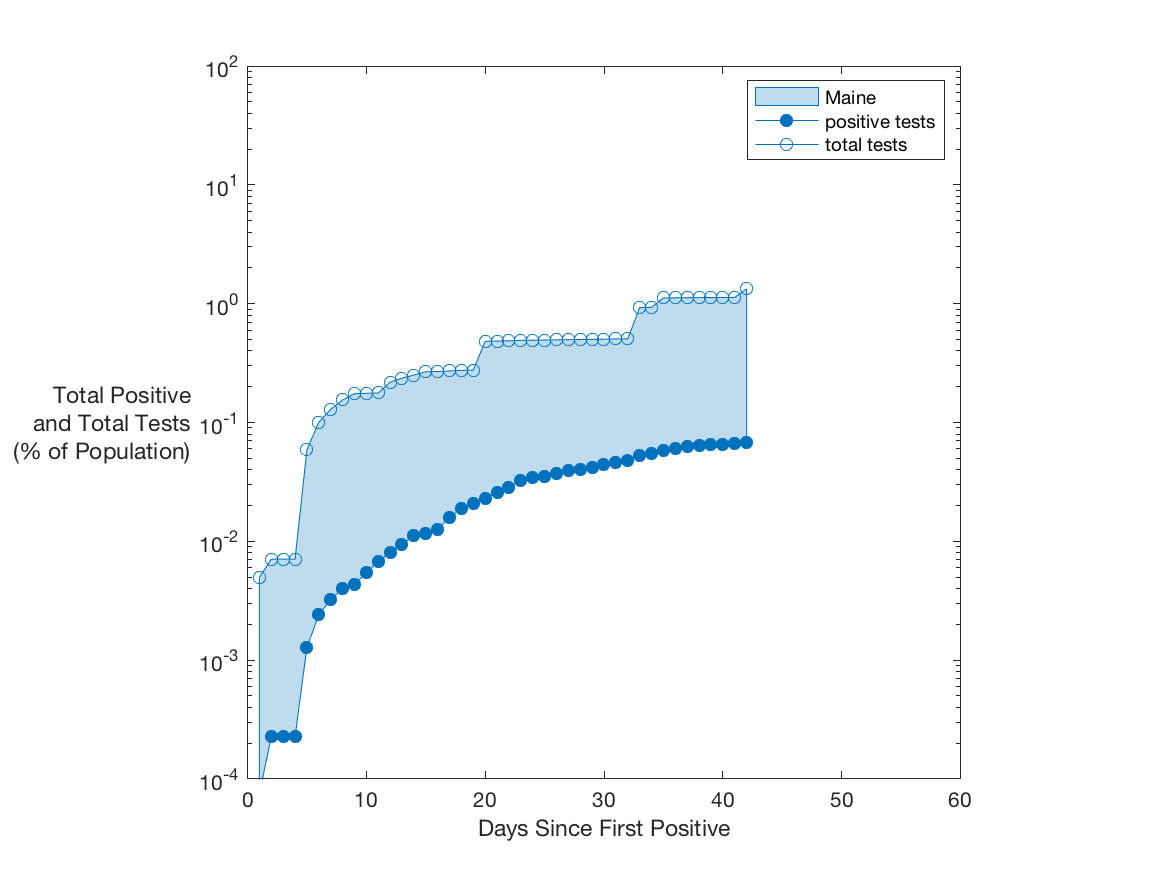 10^2
10^1
10^0
10^-1
10^-2
10^-3
10^-4
Total Positive
and Total Tests
(% of Population)
Maine
positive tests
total tests
0 10 20 30 40 50 60
Days Since First Positive